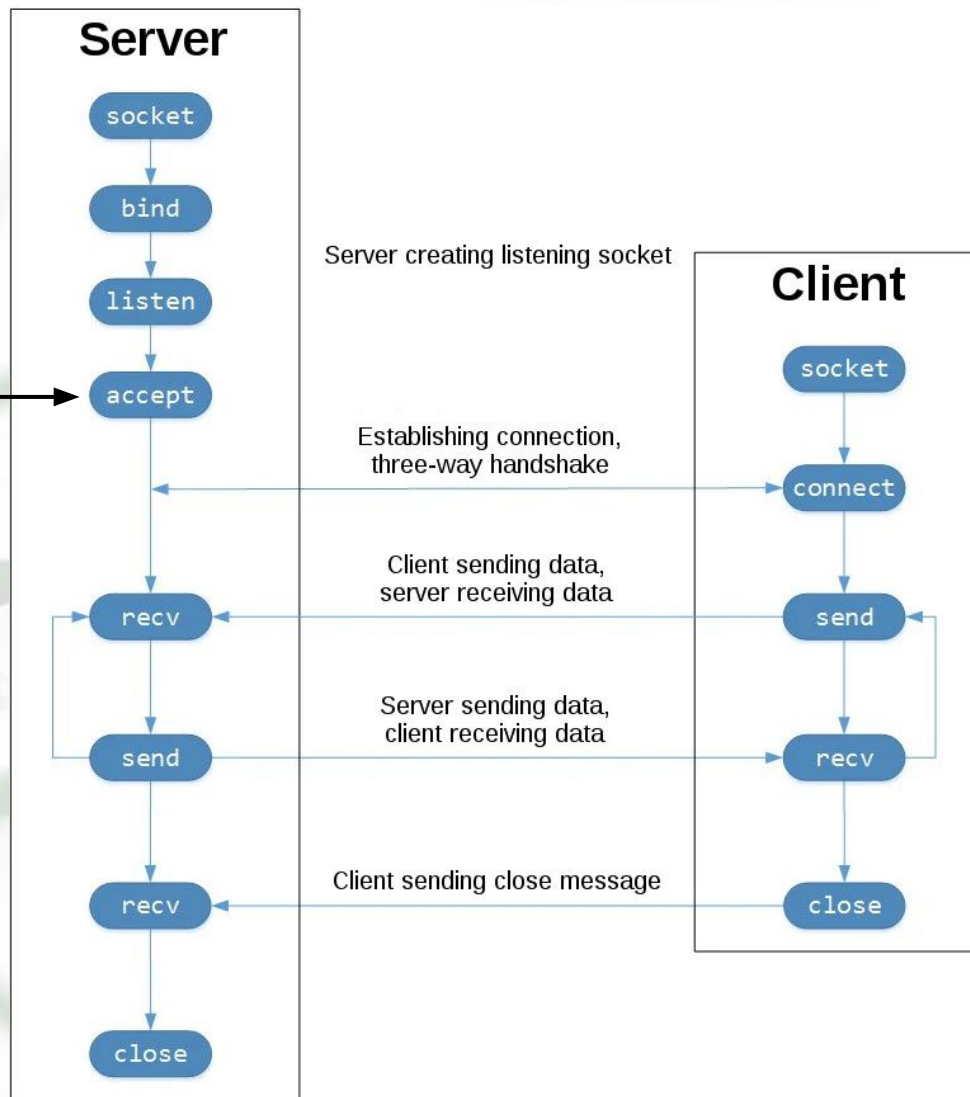 Server
socket
bind
listen
accept
Server creating listening socket
Client
socket
Establishing connection,
three-way handshake
connect
Client sending data,
server receiving data
recv
send
Server sending data,
client receiving data
send
recv
Client sending close message
recv
close
close